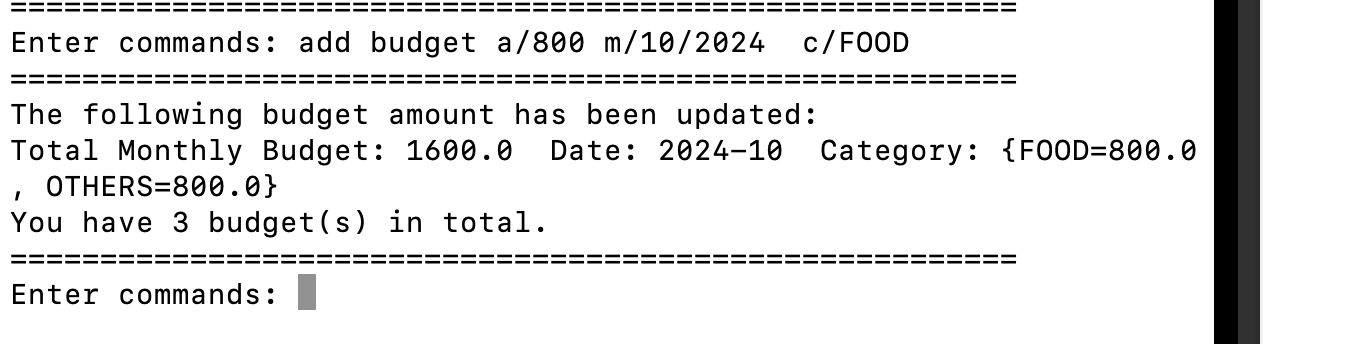 ========================================================
Enter commands: add budget a/800 m/10/2024  c/FOOD
========================================================
The following budget amount has been updated:
Total Monthly Budget: 1600.0  Date: 2024-10  Category: {FOOD=800.0
, OTHERS=800.0}
You have 3 budget(s) in total.
========================================================
Enter commands: